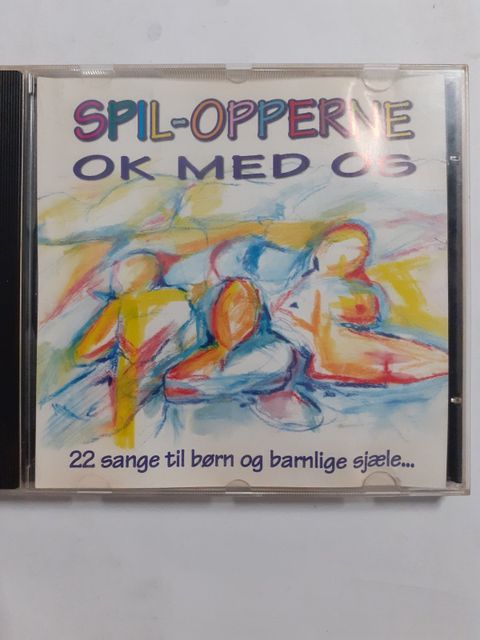 SPIL-OPPERNE
OK MED OS
22 sange til børn og barnlige sjæle...